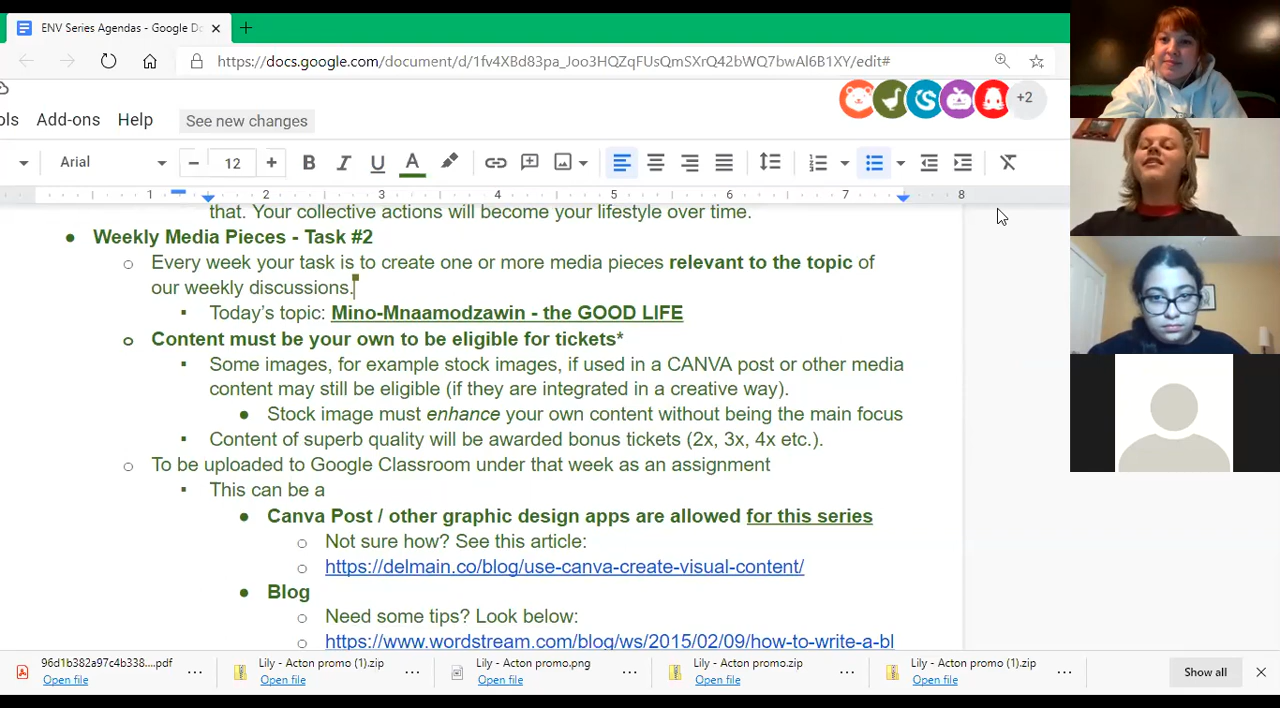 ENV Series Agendas - Google Do
https://docs.google.com/document/d/1fv4XBd83pa_Joo3HQZqFUsQmSXrQ42bWQ7bwAl6B1XY/edit#
+2
ols Add-ons Help See new changes
Arial 12
1 2 3 4 5 6 7 8
that. Your collective actions will become your lifestyle over time.
Weekly Media Pieces - Task #2
Every week your task is to create one or more media pieces relevant to the topic of
our weekly discussions.
Today's topic: Mino-Mnaamodzawin - the GOOD LIFE
Content must be your own to be eligible for tickets*
Some images, for example stock images, if used in a CANVA post or other media
content may still be eligible (if they are integrated in a creative way).
Stock image must enhance your own content without being the main focus
Content of superb quality will be awarded bonus tickets (2x, 3x, 4x etc.).
To be uploaded to Google Classroom under that week as an assignment
This can be a
Canva Post / other graphic design apps are allowed for this series
Not sure how? See this article:
https://delmain.co/blog/use-canva-create-visual-content/
Blog
Need some tips? Look below:
https://www.wordstream.com/blog/ws/2015/02/09/how-to-write-a-bl
96d1b382a97c4b338....pdf Lily - Acton promo (1).zip Lily - Acton promo.png Lily - Acton promo.zip Lily - Acton promo (1).zip
Open file Open file Open file Open file Open file
Show all